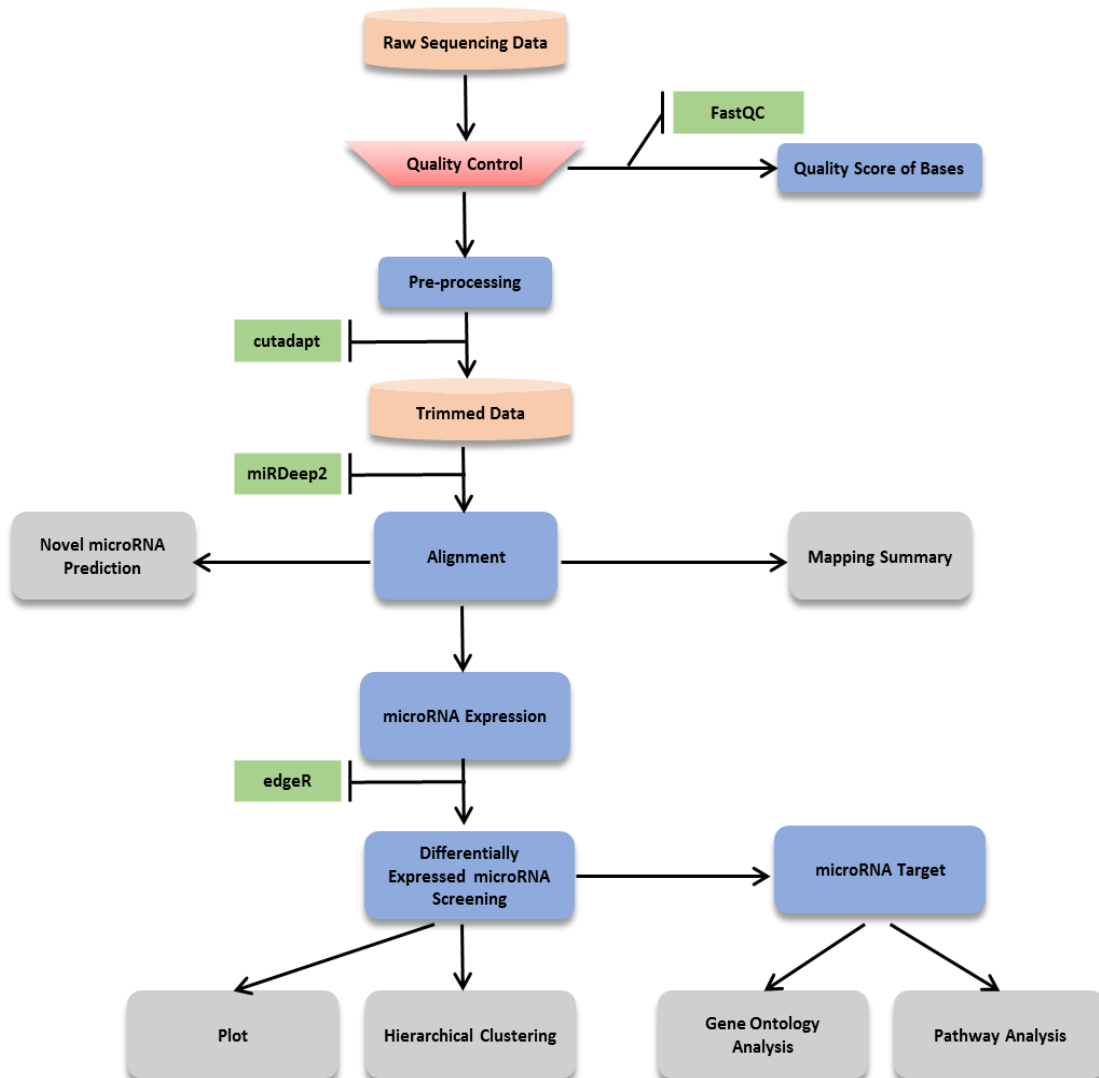 Raw Sequencing Data
FastQC
Quality Control
Quality Score of Bases
Pre-processing
cutadapt
Trimmed Data
miRDeep2
Novel microRNA
Prediction
Alignment
Mapping Summary
microRNA Expression
edgeR
Differentially
Expressed microRNA
Screening
microRNA Target
Plot
Hierarchical Clustering
Gene Ontology
Analysis
Pathway Analysis